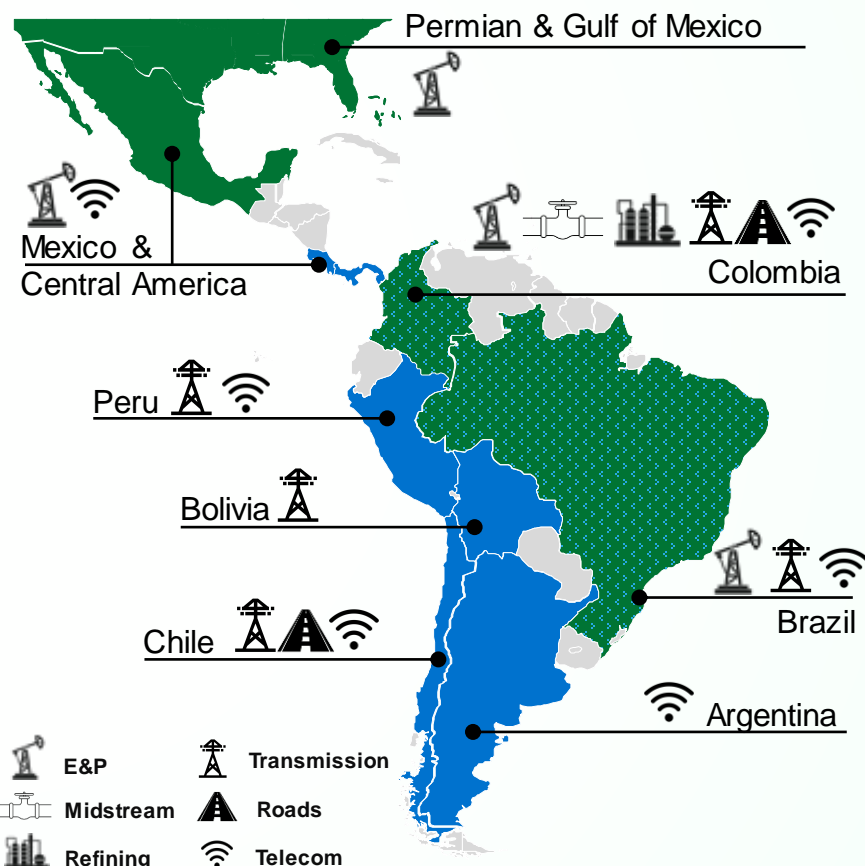 Permian & Gulf of Mexico
Mexico &
Central America
Colombia
Peru
Bolivia
Brazil
Chile
Argentina
E&P
Transmission
Midstream
Roads
Refining
Telecom